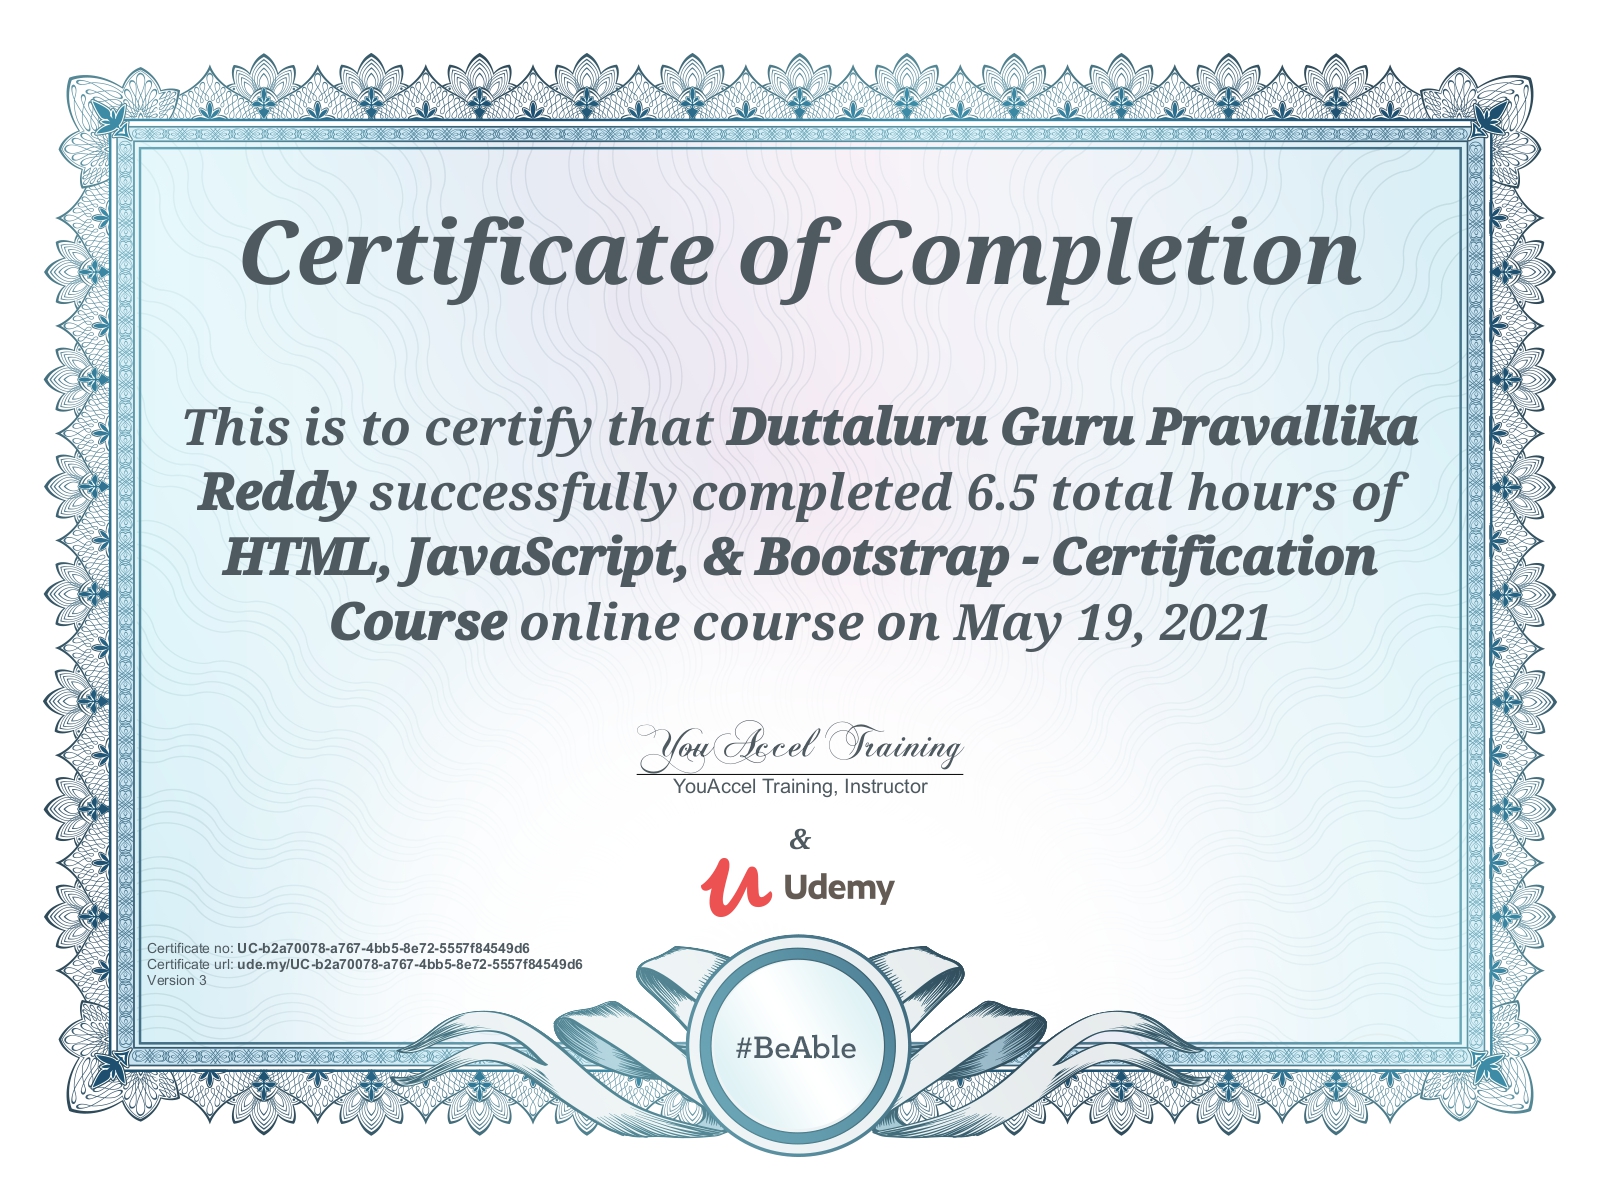 Certificate of Completion
This is to certify that Duttaluru Guru Pravallika
Reddy successfully completed 6.5 total hours of
HTML, JavaScript, & Bootstrap - Certification
Course online course on May 19, 2021
YouAccel Training
YouAccel Training, Instructor
&
Udemy
Certificate no: UC-b2a70078-a767-4bb5-8e72-5557f84549d6
Certificate url: ude.my/UC-b2a70078-a767-4bb5-8e72-5557f84549d6
Version 3
#BeAble